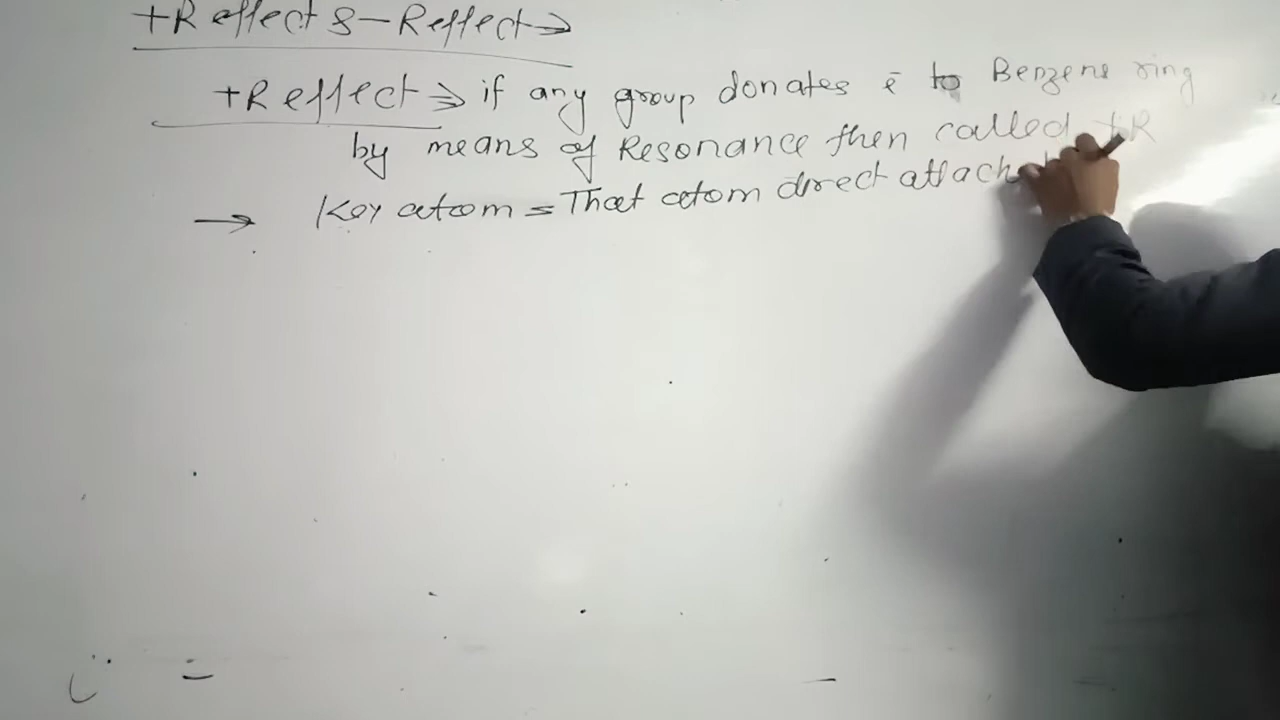 +R effect & -R effect →
+R effect ⇒ if any group donates ē to Benzene ring
by means of Resonance then called +R
→ Key atom = That atom direct attach